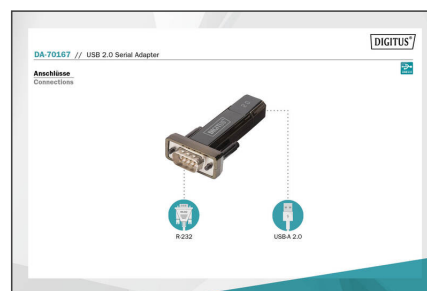 DIGITUS®
DA-70167 // USB 2.0 Serial Adapter
Anschlüsse
Connections
R-232
USB-A 2.0